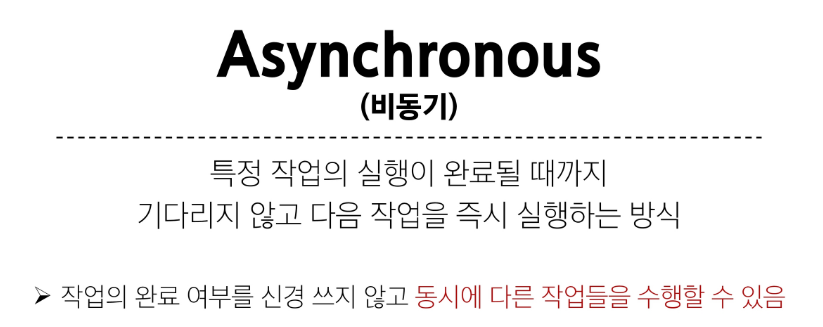 Asynchronous
(비동기)
특정 작업의 실행이 완료될 때까지
기다리지 않고 다음 작업을 즉시 실행하는 방식
➢ 작업의 완료 여부를 신경 쓰지 않고 동시에 다른 작업들을 수행할 수 있음